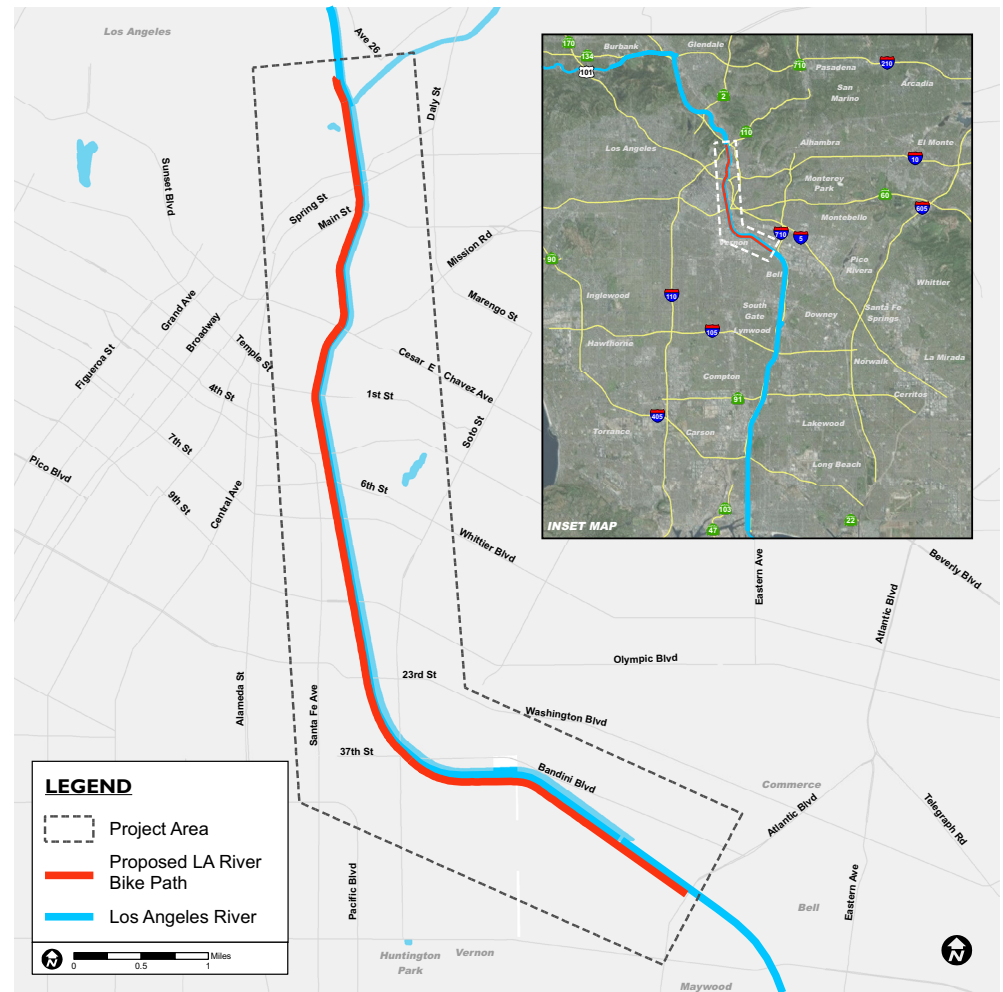 Los Angeles
Ave 26
Daly St
Sunset Blvd
Spring St
Main St
Mission Rd
Marengo St
Grand Ave
Broadway
Figueroa St
Temple St
Cesar E
Chavez Ave
4th St
1st St
Soto St
7th St
Pico Blvd
6th St
9th St
Central Ave
Whittier Blvd
Eastern Ave
Beverly Blvd
Atlantic Blvd
Olympic Blvd
23rd St
Alameda St
Santa Fe Ave
Washington Blvd
37th St
Bandini Blvd
Commerce
Atlantic Blvd
Telegraph Rd
Pacific Blvd
Eastern Ave
Bell
Huntington
Park
Vernon
Maywood
LEGEND
Project Area
Proposed LA River
Bike Path
Los Angeles River
N
0
0.5
1
Miles
N
170
Burbank
Glendale
134
101
710
Pasadena
210
San
Marino
Arcadia
2
110
Los Angeles
Alhambra
El Monte
10
Monterey
Park
60
605
Montebello
710
5
Vernon
90
Pico
Rivera
Bell
Whittier
Inglewood
110
South
Gate
Downey
Santa Fe
Springs
105
Lynwood
Hawthorne
Norwalk
La Mirada
Compton
91
Cerritos
405
Torrance
Carson
Lakewood
Long Beach
103
22
47
INSET MAP